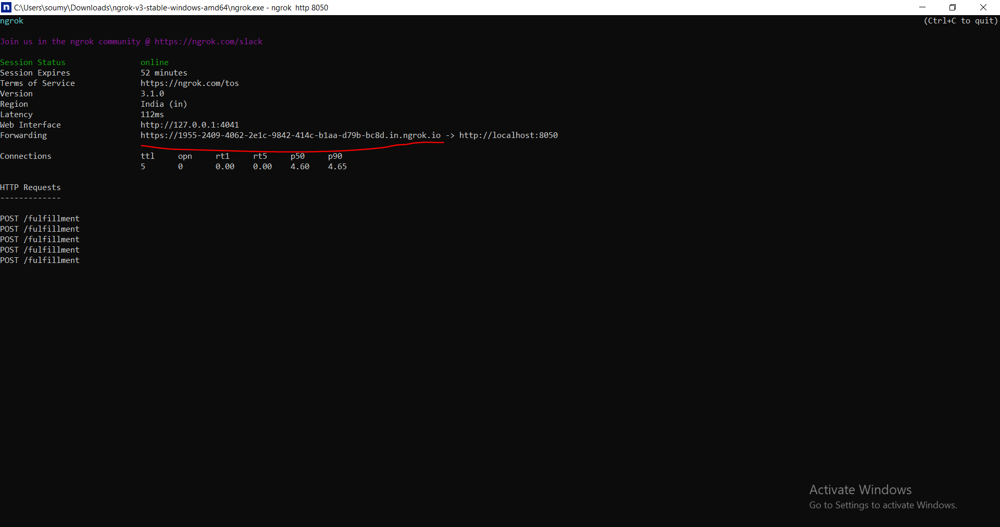 C:\Users\soumy\Downloads\ngrok-v3-stable-windows-amd64\ngrok.exe - ngrok  http 8050
ngrok (Ctrl+C to quit)
Join us in the ngrok community @ https://ngrok.com/slack
Session Status online
Session Expires 52 minutes
Terms of Service https://ngrok.com/tos
Version 3.1.0
Region India (in)
Latency 112ms
Web Interface http://127.0.0.1:4041
Forwarding https://1955-2409-4062-2e1c-9842-414c-b1aa-d79b-bc8d.in.ngrok.io -> http://localhost:8050
Connections ttl opn rt1 rt5 p50 p90
5 0 0.00 0.00 4.60 4.65
HTTP Requests
-------------
POST /fulfillment
POST /fulfillment
POST /fulfillment
POST /fulfillment
POST /fulfillment
Activate Windows
Go to Settings to activate Windows.